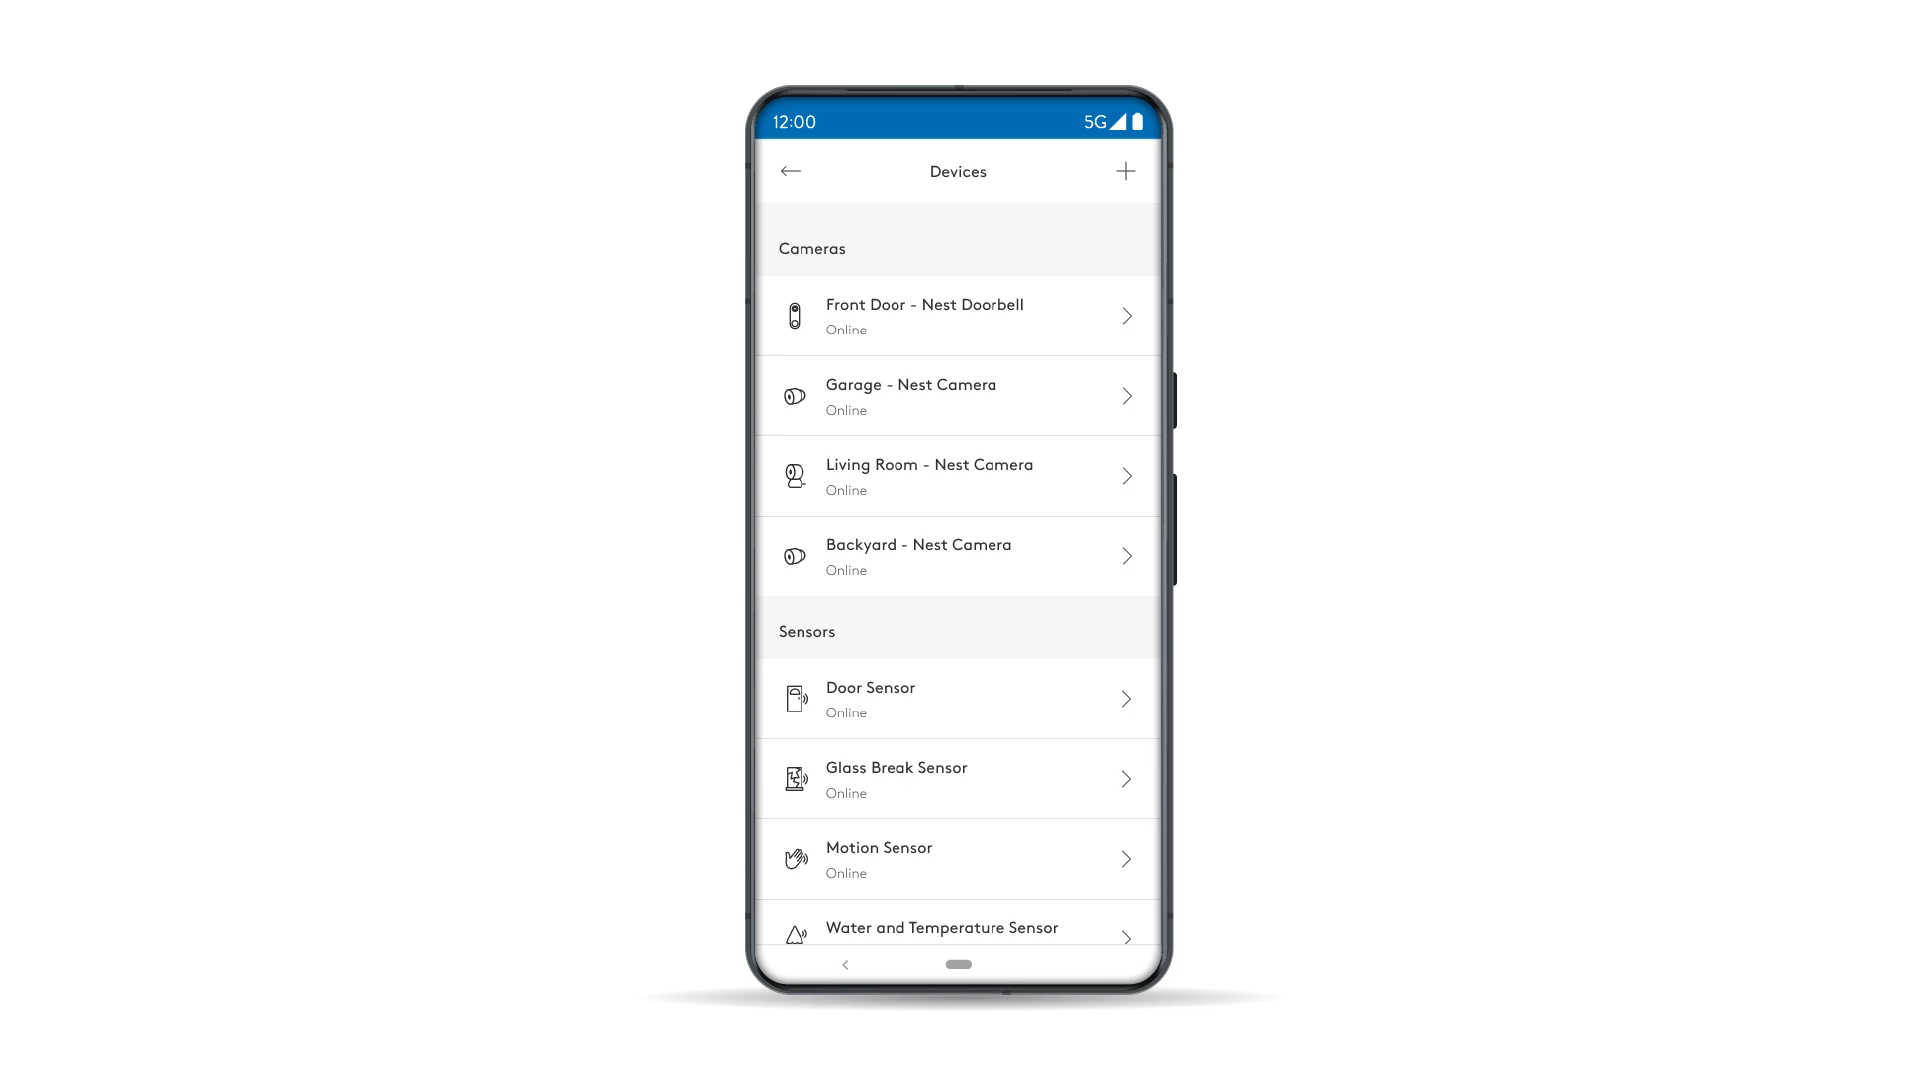 12:00 5G
Devices
Cameras
Front Door - Nest Doorbell
Online
Garage - Nest Camera
Online
Living Room - Nest Camera
Online
Backyard - Nest Camera
Online
Sensors
Door Sensor
Online
Glass Break Sensor
Online
Motion Sensor
Online
Water and Temperature Sensor